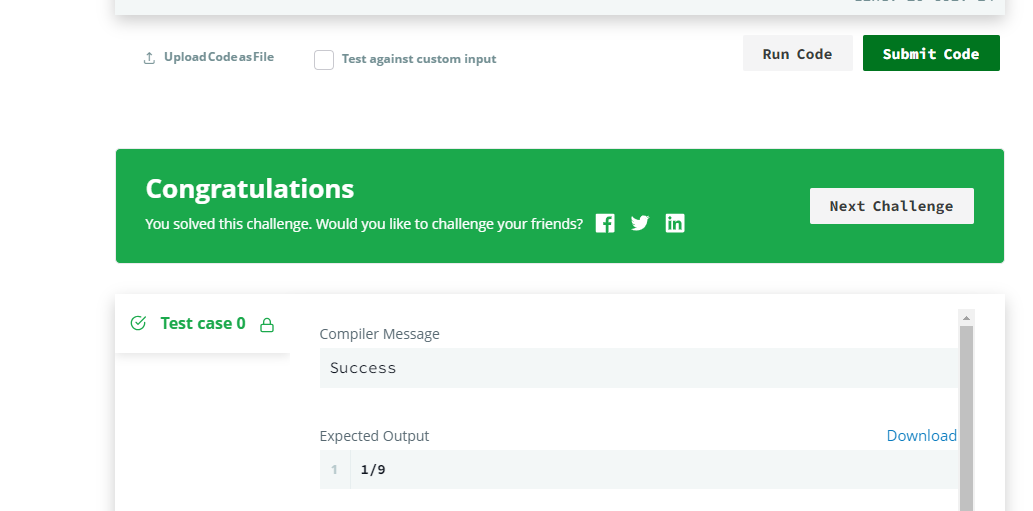 Upload Code as File
Test against custom input
Run Code
Submit Code
Congratulations
You solved this challenge. Would you like to challenge your friends?
Next Challenge
Test case 0
Compiler Message
Success
Expected Output
Download
1
1/9